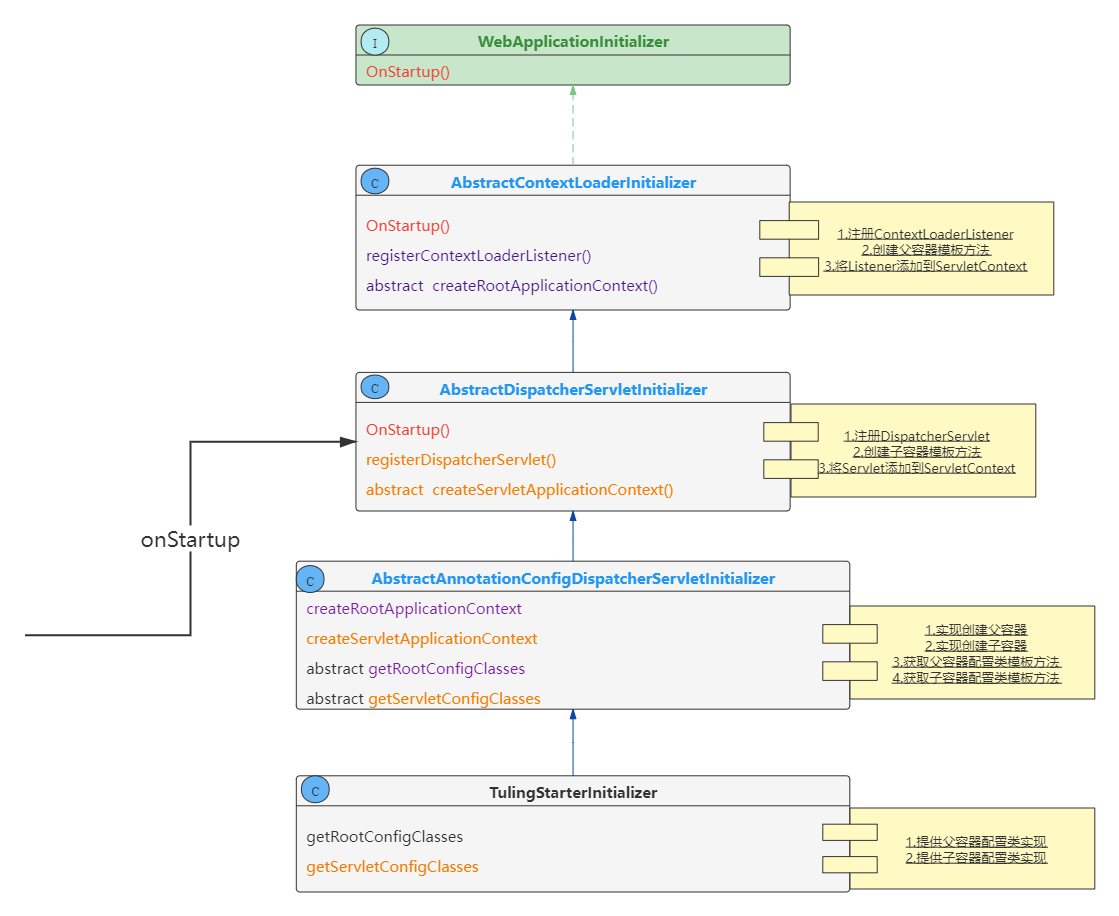 I
WebApplicationInitializer
OnStartup()
C
AbstractContextLoaderInitializer
OnStartup()
registerContextLoaderListener()
abstract createRootApplicationContext()
1.注册ContextLoaderListener
2.创建父容器模板方法
3.将Listener添加到ServletContext
C
AbstractDispatcherServletInitializer
OnStartup()
registerDispatcherServlet()
abstract createServletApplicationContext()
1.注册DispatcherServlet
2.创建子容器模板方法
3.将Servlet添加到ServletContext
onStartup
C
AbstractAnnotationConfigDispatcherServletInitializer
createRootApplicationContext
createServletApplicationContext
abstract getRootConfigClasses
abstract getServletConfigClasses
1.实现创建父容器
2.实现创建子容器
3.获取父容器配置类模板方法
4.获取子容器配置类模板方法
C
TulingStarterInitializer
getRootConfigClasses
getServletConfigClasses
1.提供父容器配置类实现
2.提供子容器配置类实现